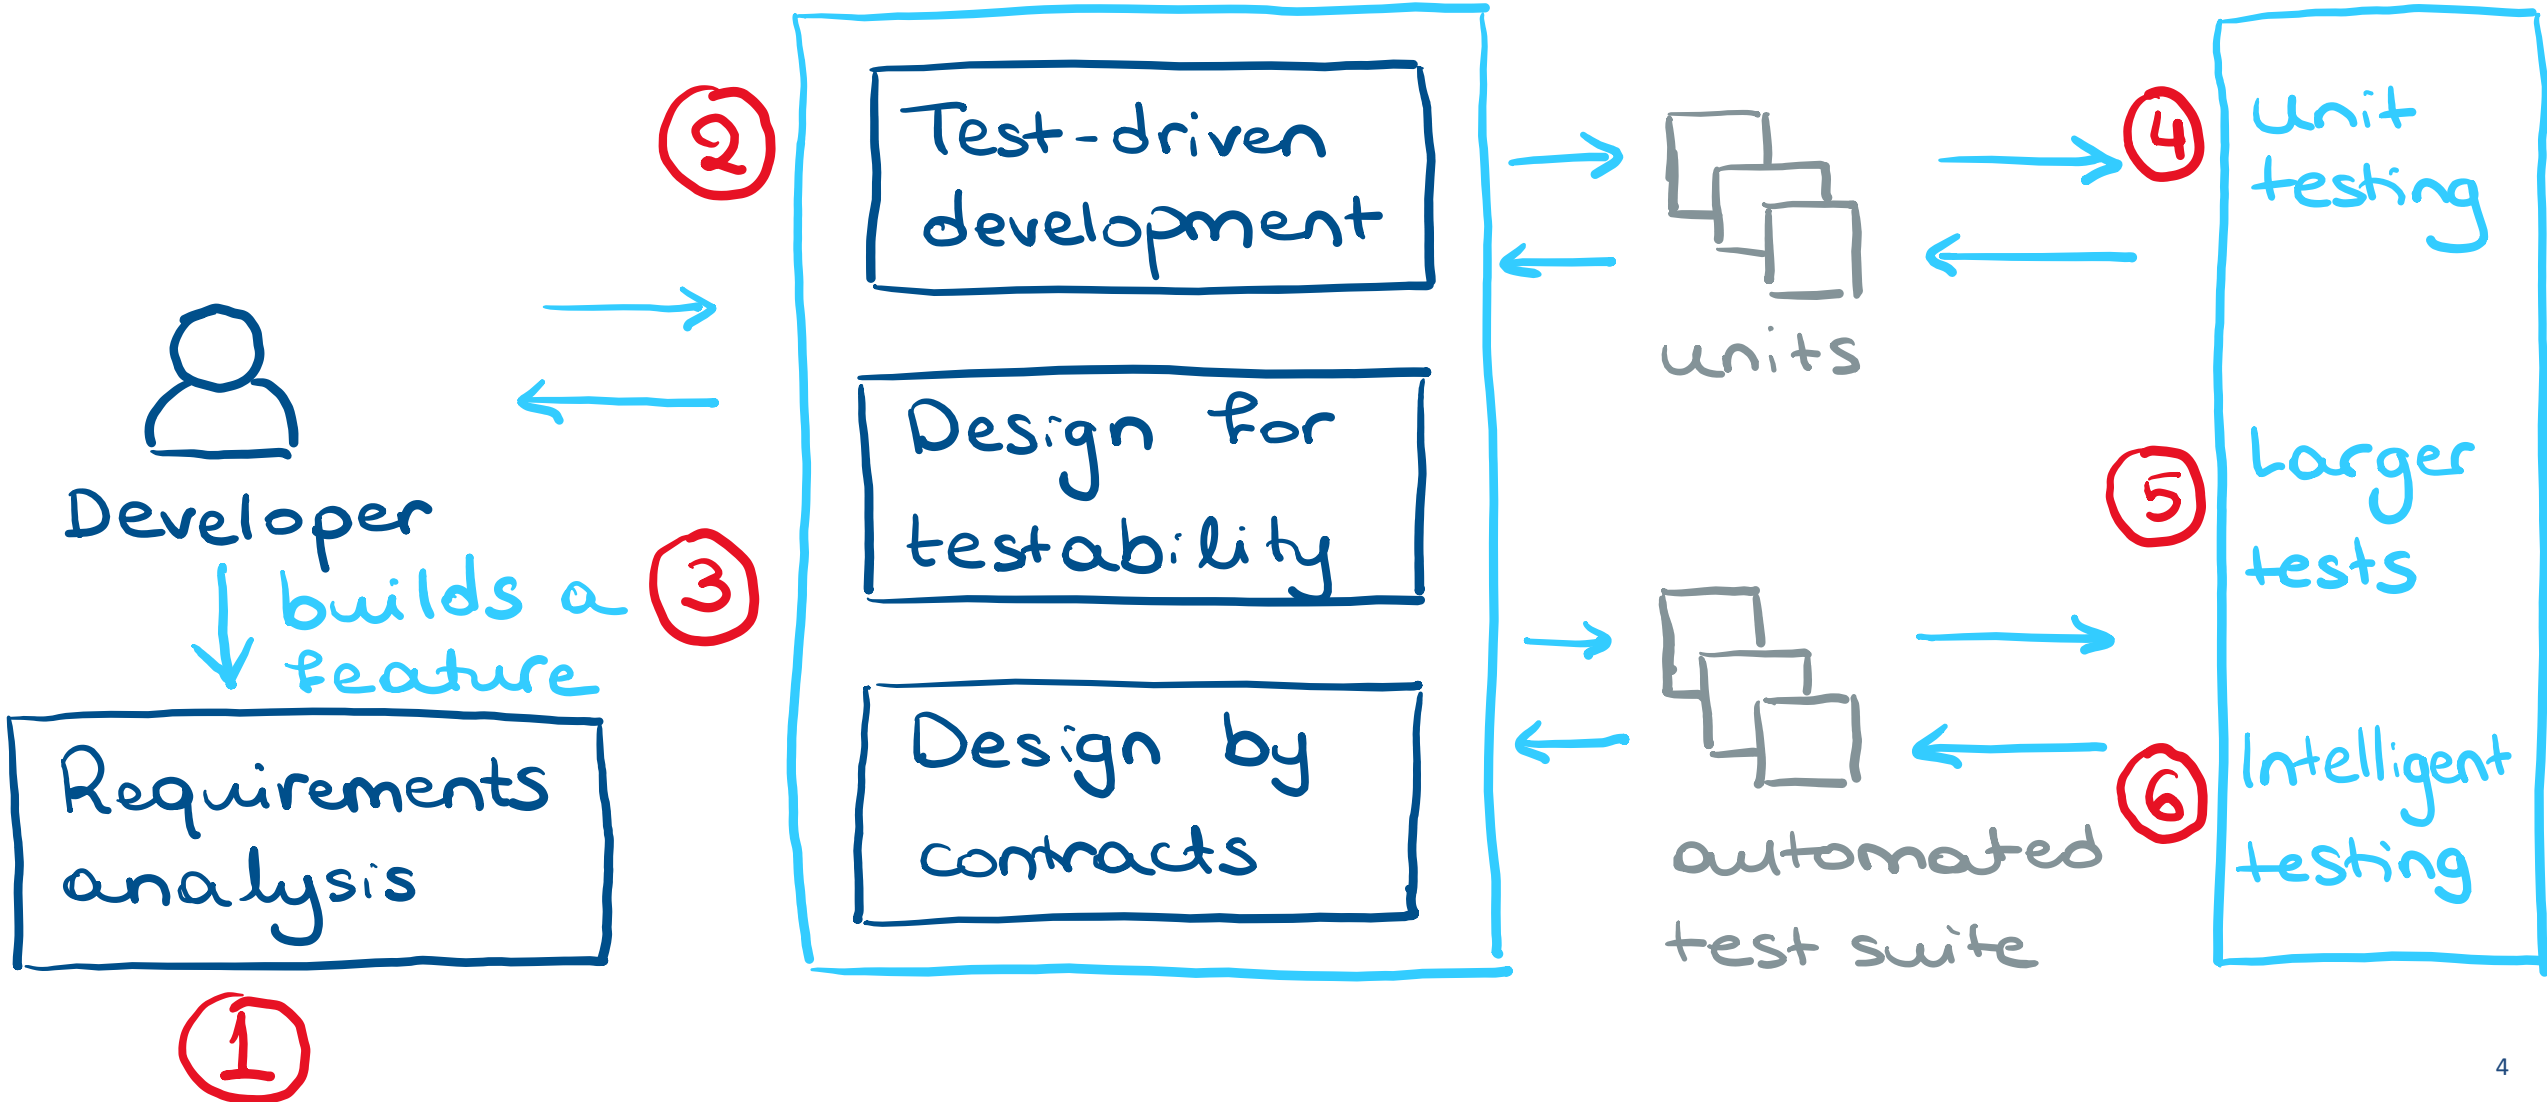 2
Test-driven
development
Developer
builds a
feature
Requirements
analysis
1
3
Design for
testability
Design by
contracts
units
automated
test suite
4
unit
testing
5
Larger
tests
6
Intelligent
testing
4